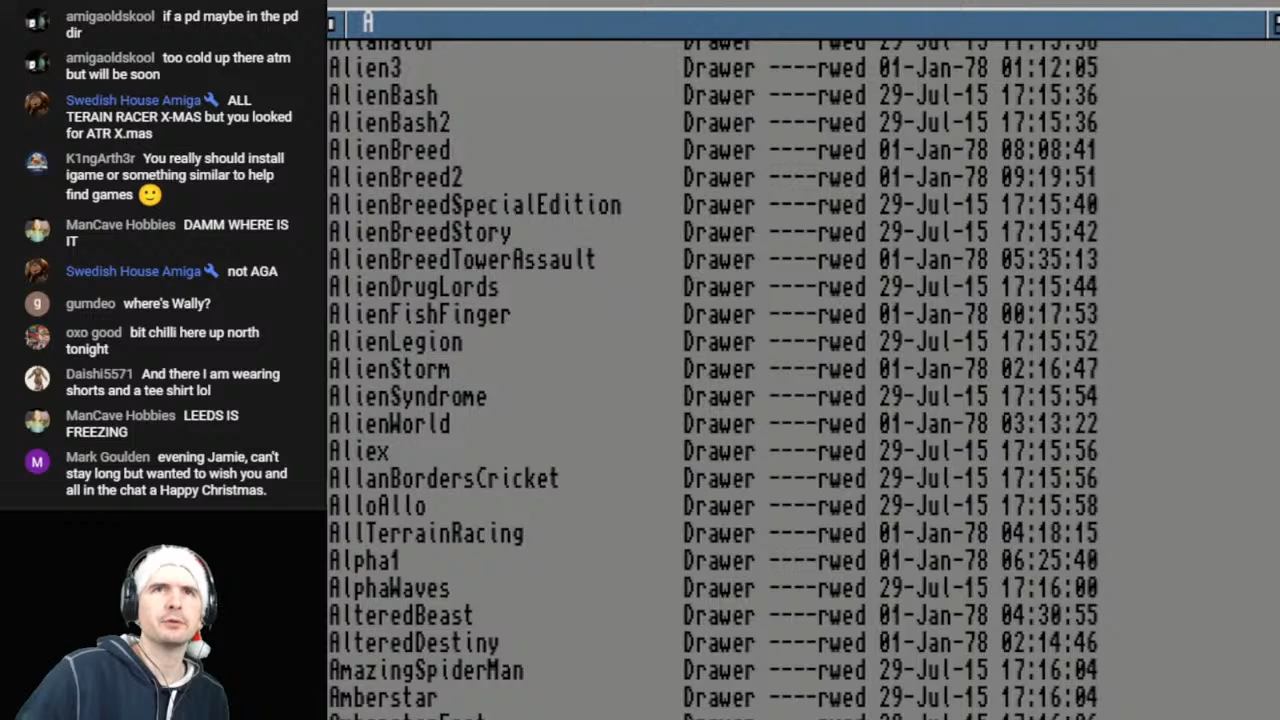 amigaoldskool if a pd maybe in the pd
dir
amigaoldskool too cold up there atm
but will be soon
Swedish House Amiga ALL
TERAIN RACER X-MAS but you looked
for ATR X.mas
K1ngArth3r You really should install
igame or something similar to help
find games
ManCave Hobbies DAMM WHERE IS
IT
Swedish House Amiga not AGA
g
gumdeo where's Wally?
oxo good bit chilli here up north
tonight
Daishi5571 And there I am wearing
shorts and a tee shirt lol
ManCave Hobbies LEEDS IS
FREEZING
M
Mark Goulden evening Jamie, can't
stay long but wanted to wish you and
all in the chat a Happy Christmas.
A
Alien3 Drawer ----rwed 01-Jan-78 01:12:05
AlienBash Drawer ----rwed 29-Jul-15 17:15:36
AlienBash2 Drawer ----rwed 29-Jul-15 17:15:36
AlienBreed Drawer ----rwed 01-Jan-78 08:08:41
AlienBreed2 Drawer ----rwed 01-Jan-78 09:19:51
AlienBreedSpecialEdition Drawer ----rwed 29-Jul-15 17:15:40
AlienBreedStory Drawer ----rwed 29-Jul-15 17:15:42
AlienBreedTowerAssault Drawer ----rwed 01-Jan-78 05:35:13
AlienDrugLords Drawer ----rwed 29-Jul-15 17:15:44
AlienFishFinger Drawer ----rwed 01-Jan-78 00:17:53
AlienLegion Drawer ----rwed 29-Jul-15 17:15:52
AlienStorm Drawer ----rwed 01-Jan-78 02:16:47
AlienSyndrome Drawer ----rwed 29-Jul-15 17:15:54
AlienWorld Drawer ----rwed 01-Jan-78 03:13:22
Aliex Drawer ----rwed 29-Jul-15 17:15:56
AllanBordersCricket Drawer ----rwed 29-Jul-15 17:15:56
AlloAllo Drawer ----rwed 29-Jul-15 17:15:58
AllTerrainRacing Drawer ----rwed 01-Jan-78 04:18:15
Alpha1 Drawer ----rwed 01-Jan-78 06:25:40
AlphaWaves Drawer ----rwed 29-Jul-15 17:16:00
AlteredBeast Drawer ----rwed 01-Jan-78 04:30:55
AlteredDestiny Drawer ----rwed 01-Jan-78 02:14:46
AmazingSpiderMan Drawer ----rwed 29-Jul-15 17:16:04
Amberstar Drawer ----rwed 29-Jul-15 17:16:04